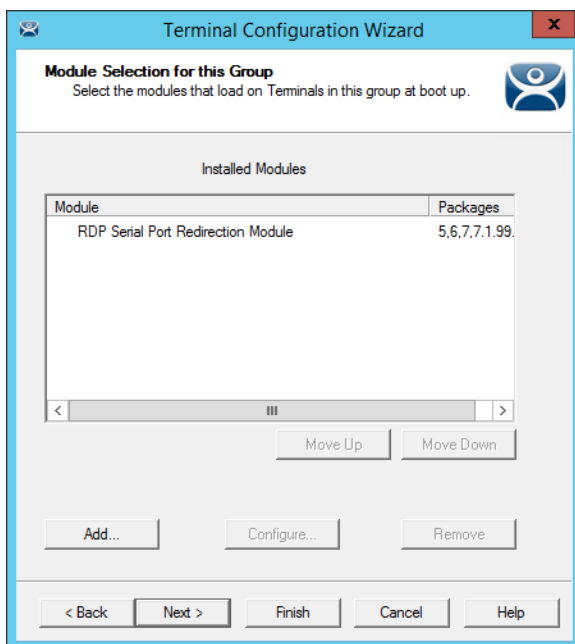 Terminal Configuration Wizard
x
Module Selection for this Group
Select the modules that load on Terminals in this group at boot up.
Installed Modules
Module Packages
RDP Serial Port Redirection Module 5,6,7,7.1.99.
Move Up Move Down
Add... Configure... Remove
< Back Next > Finish Cancel Help